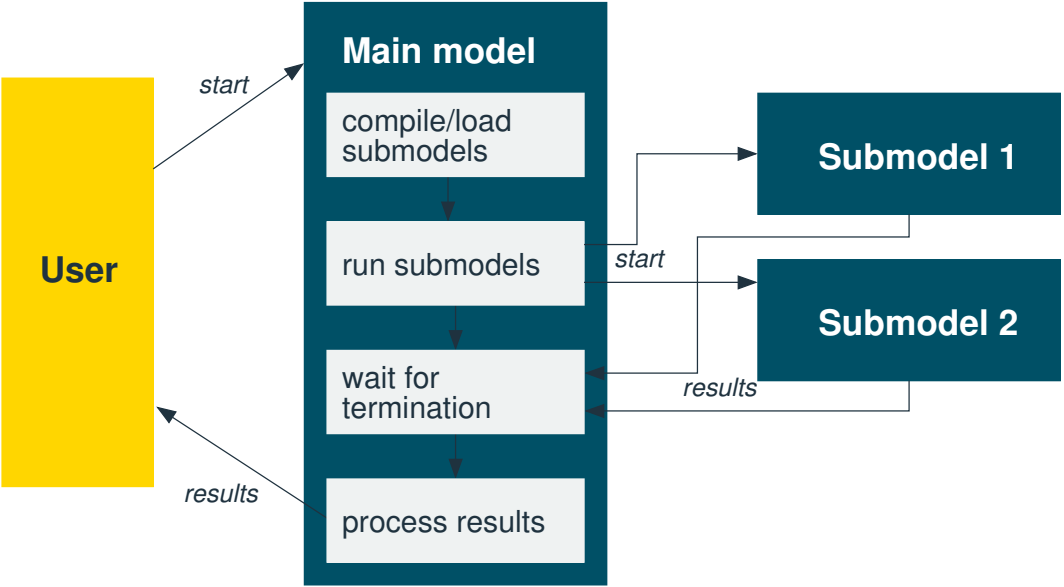 Main model
start
compile/load
submodels
Submodel 1
User
run submodels
start
Submodel 2
wait for
termination
results
results
process results